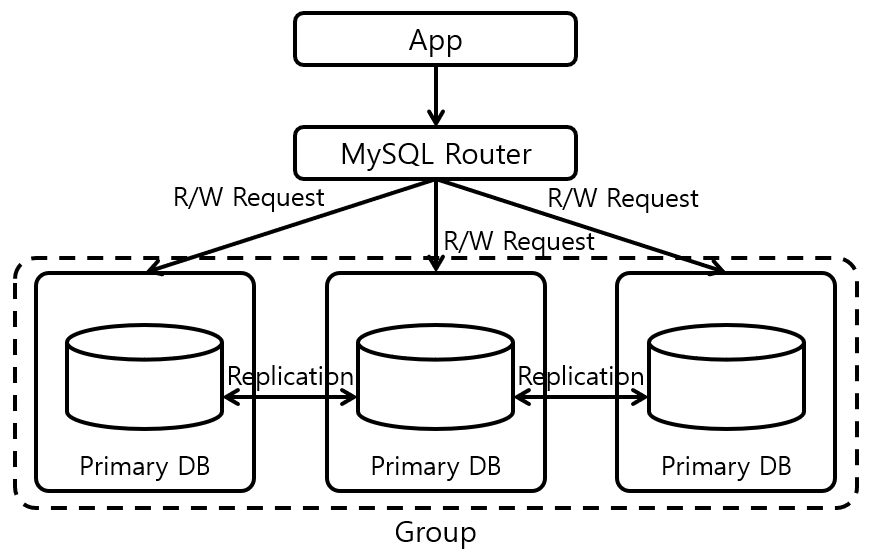 App
MySQL Router
R/W Request
R/W Request
R/W Request
Replication
Replication
Primary DB
Primary DB
Primary DB
Group